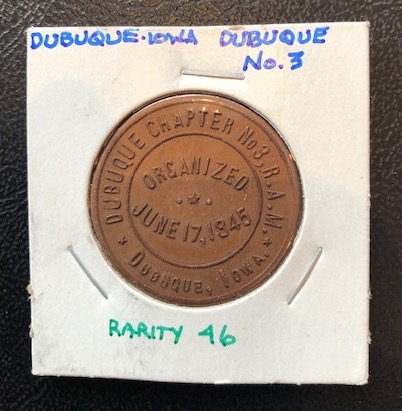 DUBUQUE·IOWA DUBUQUE
No. 3
DUBUQUE CHAPTER No 3, R.A.M.
ORGANIZED
JUNE 17, 1845
* DUBUQUE, IOWA. *
RARITY 46